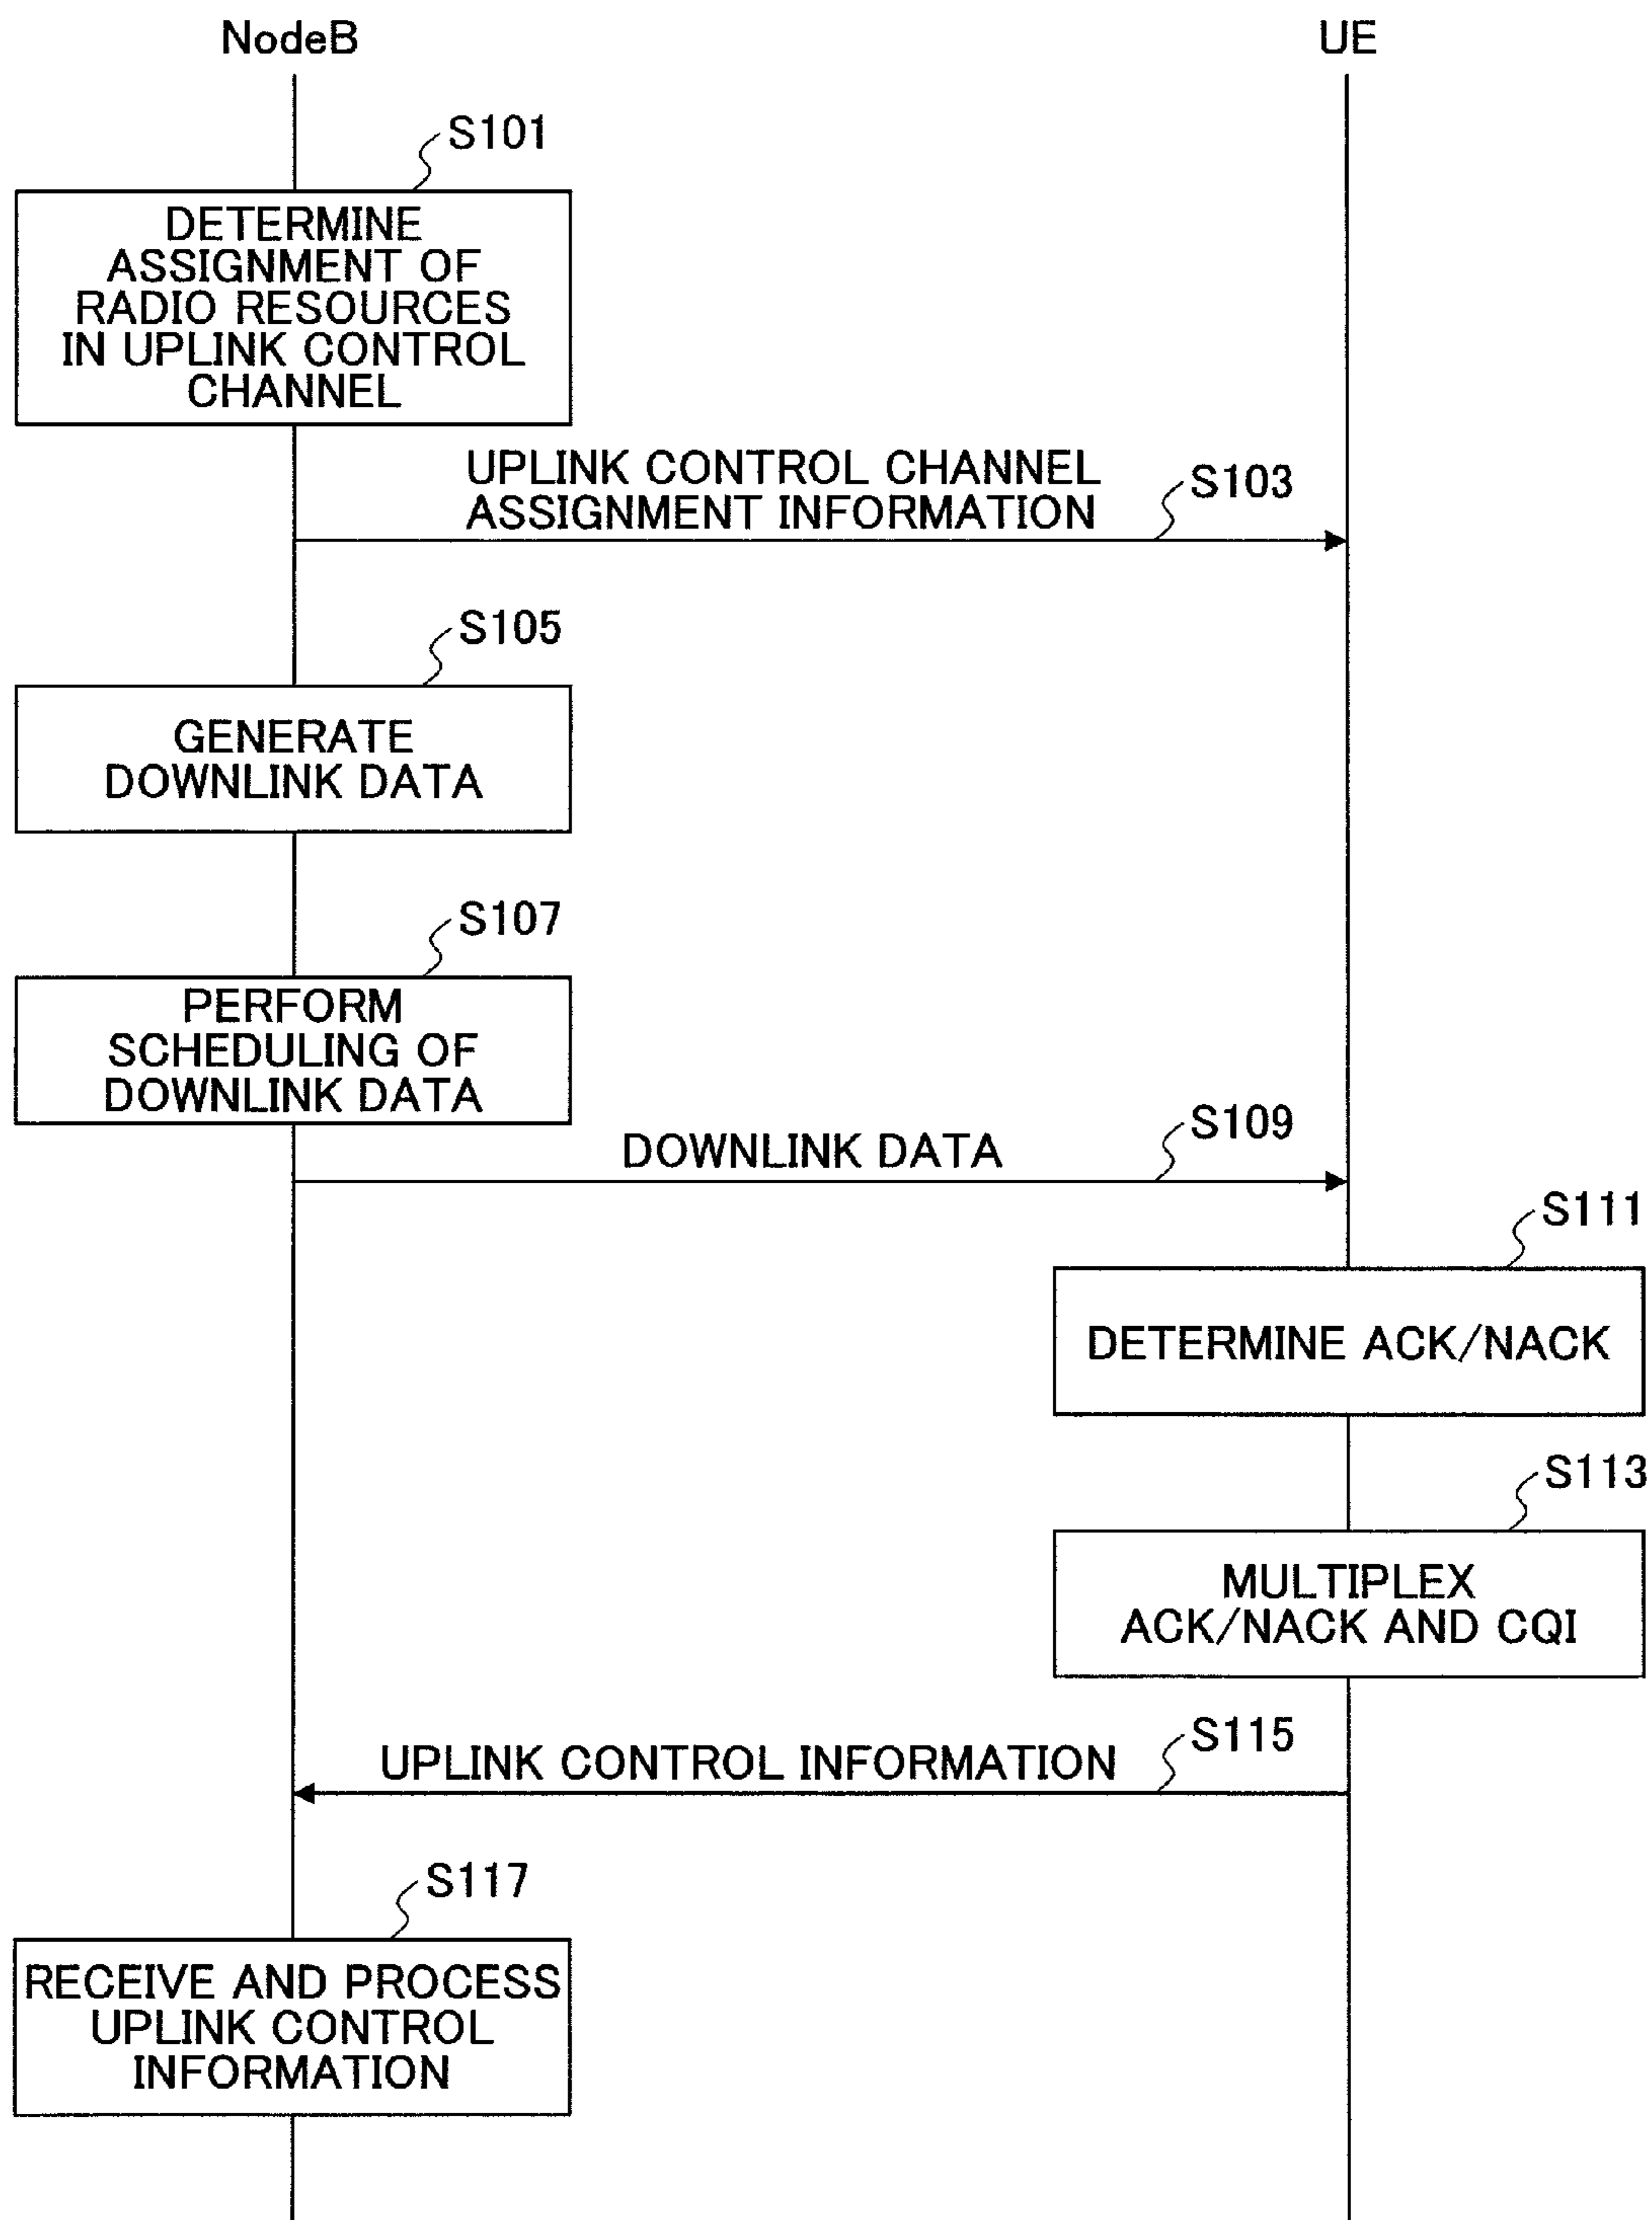 NodeB
UE
S101
DETERMINE
ASSIGNMENT OF
RADIO RESOURCES
IN UPLINK CONTROL
CHANNEL
UPLINK CONTROL CHANNEL
ASSIGNMENT INFORMATION
S103
S105
GENERATE
DOWNLINK DATA
S107
PERFORM
SCHEDULING OF
DOWNLINK DATA
DOWNLINK DATA
S109
S111
DETERMINE ACK/NACK
S113
MULTIPLEX
ACK/NACK AND CQI
UPLINK CONTROL INFORMATION
S115
S117
RECEIVE AND PROCESS
UPLINK CONTROL
INFORMATION